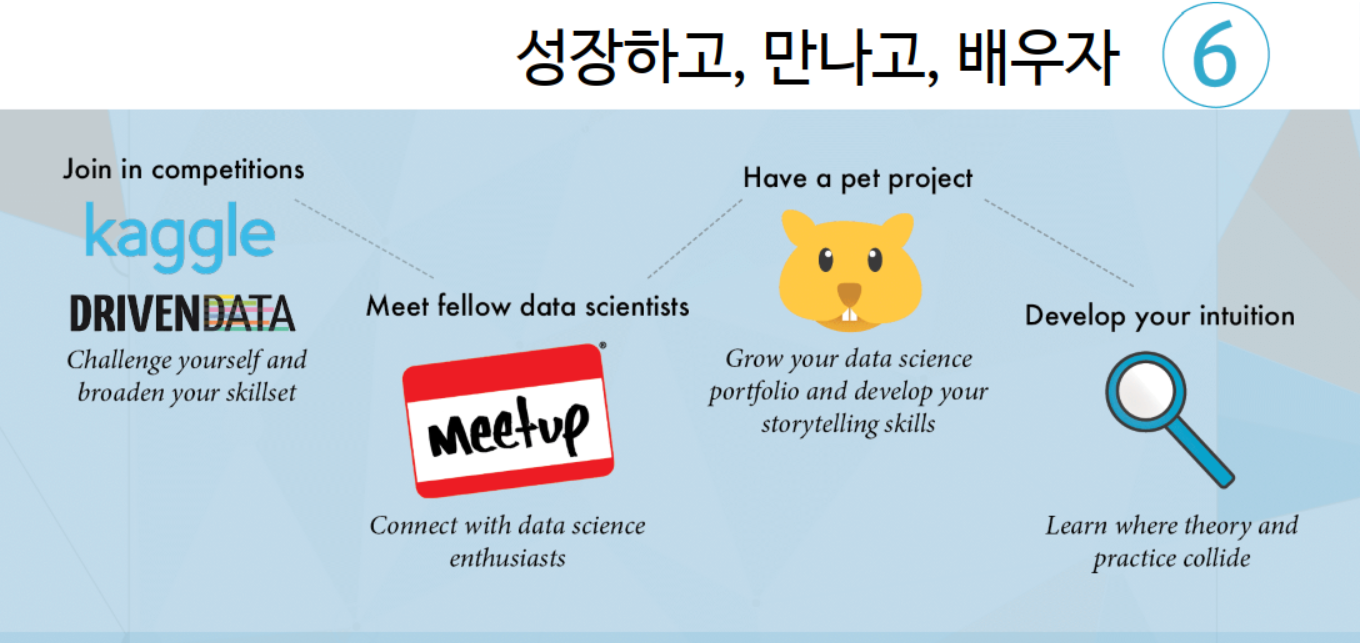 성장하고, 만나고, 배우자 6
Join in competitions
kaggle
DRIVENDATA
Challenge yourself and
broaden your skillset
Meet fellow data scientists
Meetup
®
Connect with data science
enthusiasts
Have a pet project
Grow your data science
portfolio and develop your
storytelling skills
Develop your intuition
Learn where theory and
practice collide